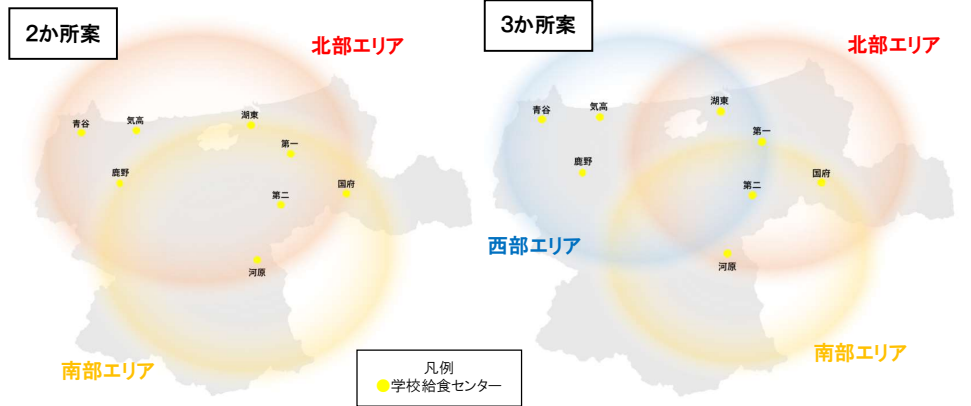 2か所案
北部エリア
青谷
気高
湖東
第一
鹿野
第二
国府
河原
南部エリア
3か所案
北部エリア
青谷
気高
湖東
第一
鹿野
第二
国府
西部エリア
河原
南部エリア
凡例
学校給食センター